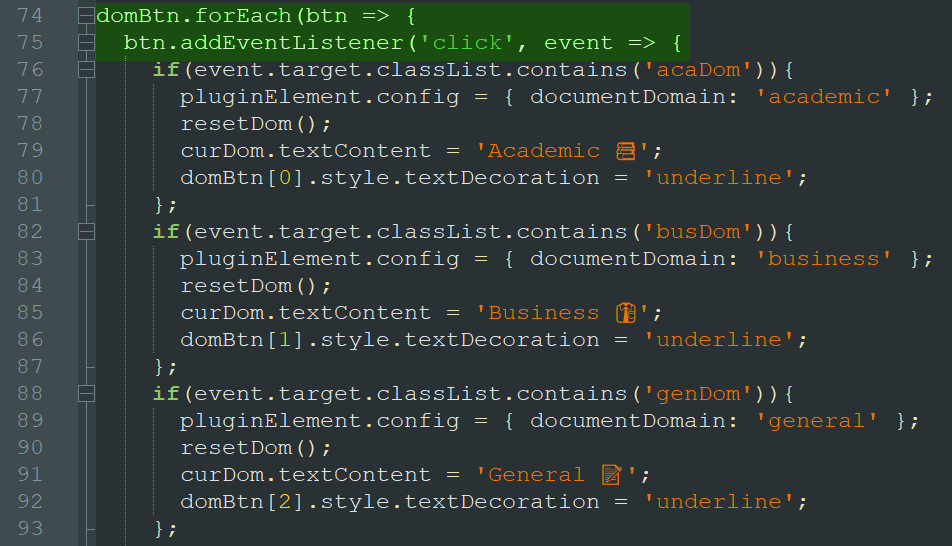 74 domBtn.forEach(btn => {
75 btn.addEventListener('click', event => {
76 if(event.target.classList.contains('acaDom')){
77 pluginElement.config = { documentDomain: 'academic' };
78 resetDom();
79 curDom.textContent = 'Academic 📚';
80 domBtn[0].style.textDecoration = 'underline';
81 };
82 if(event.target.classList.contains('busDom')){
83 pluginElement.config = { documentDomain: 'business' };
84 resetDom();
85 curDom.textContent = 'Business 👔';
86 domBtn[1].style.textDecoration = 'underline';
87 };
88 if(event.target.classList.contains('genDom')){
89 pluginElement.config = { documentDomain: 'general' };
90 resetDom();
91 curDom.textContent = 'General 📝';
92 domBtn[2].style.textDecoration = 'underline';
93 };